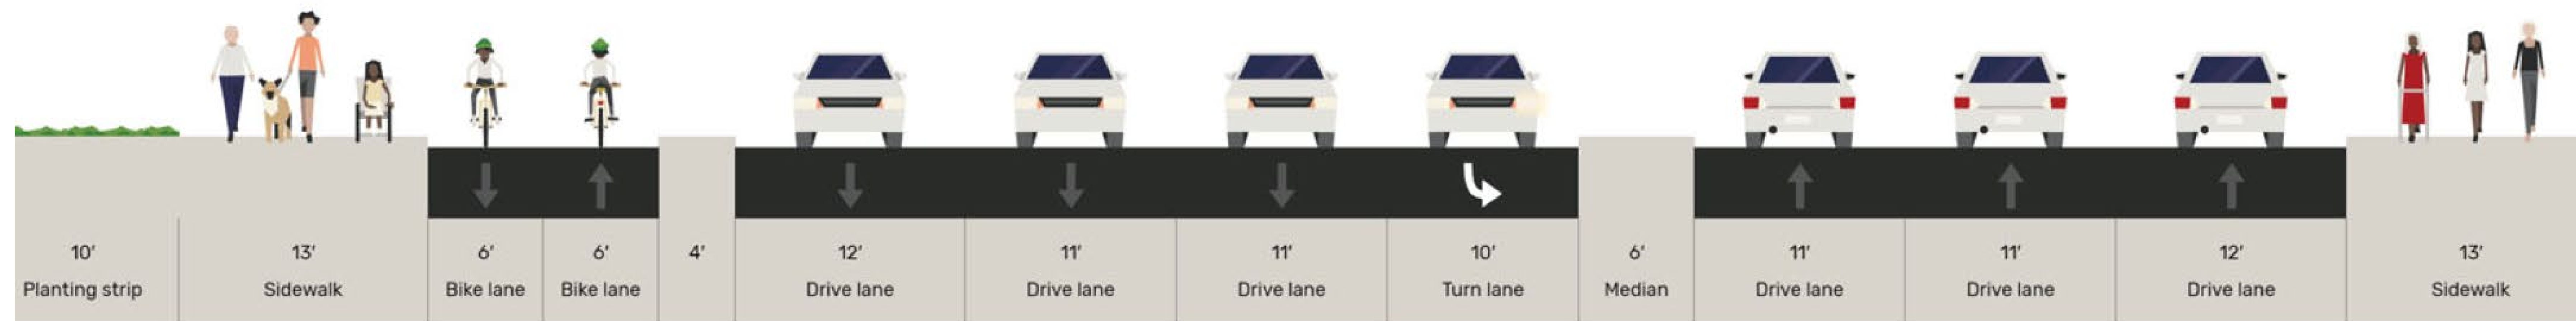 10′ 13′ 6′ 6′ 4′ 12′ 11′ 11′ 10′ 6′ 11′ 11′ 12′ 13′
Planting strip Sidewalk Bike lane Bike lane Drive lane Drive lane Drive lane Turn lane Median Drive lane Drive lane Drive lane Sidewalk